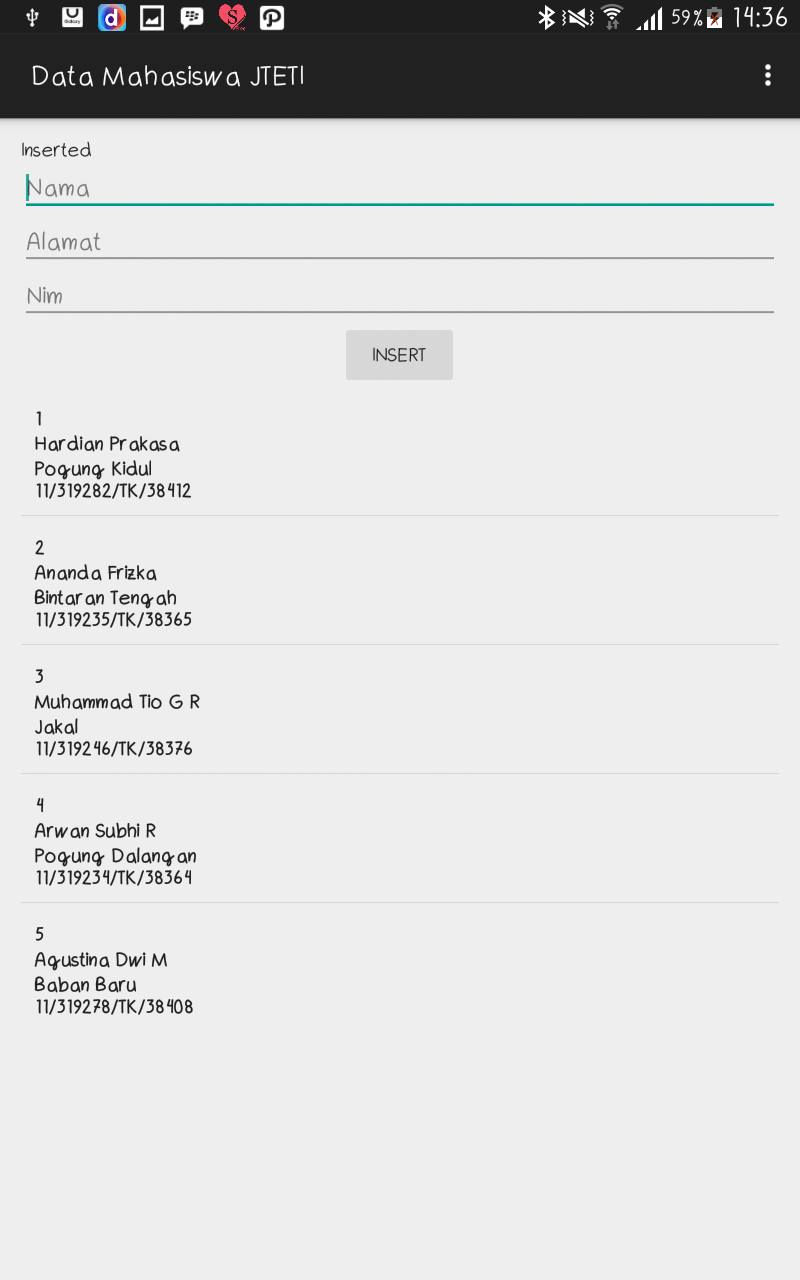 59% 14:36
Data Mahasiswa JTETI
Inserted
Nama
Alamat
Nim
INSERT
1
Hardian Prakasa
Pogung Kidul
11/319282/TK/38412
2
Ananda Frizka
Bintaran Tengah
11/319235/TK/38365
3
Muhammad Tio G R
Jakal
11/319246/TK/38376
4
Arwan Subhi R
Pogung Dalangan
11/319234/TK/38364
5
Agustina Dwi M
Baban Baru
11/319278/TK/38408